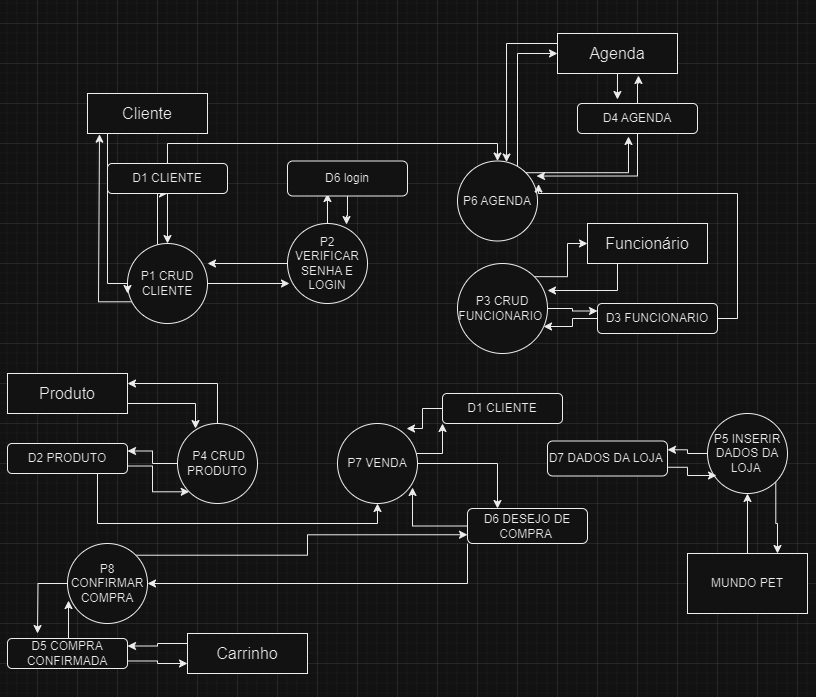 Agenda
D4 AGENDA
Cliente
D1 CLIENTE
D6 login
P6 AGENDA
P1 CRUD
CLIENTE
P2
VERIFICAR
SENHA E
LOGIN
Funcionário
P3 CRUD
FUNCIONARIO
D3 FUNCIONARIO
Produto
D2 PRODUTO
P4 CRUD
PRODUTO
P7 VENDA
D1 CLIENTE
D7 DADOS DA LOJA
P5 INSERIR
DADOS DA
LOJA
D6 DESEJO DE
COMPRA
P8
CONFIRMAR
COMPRA
MUNDO PET
D5 COMPRA
CONFIRMADA
Carrinho